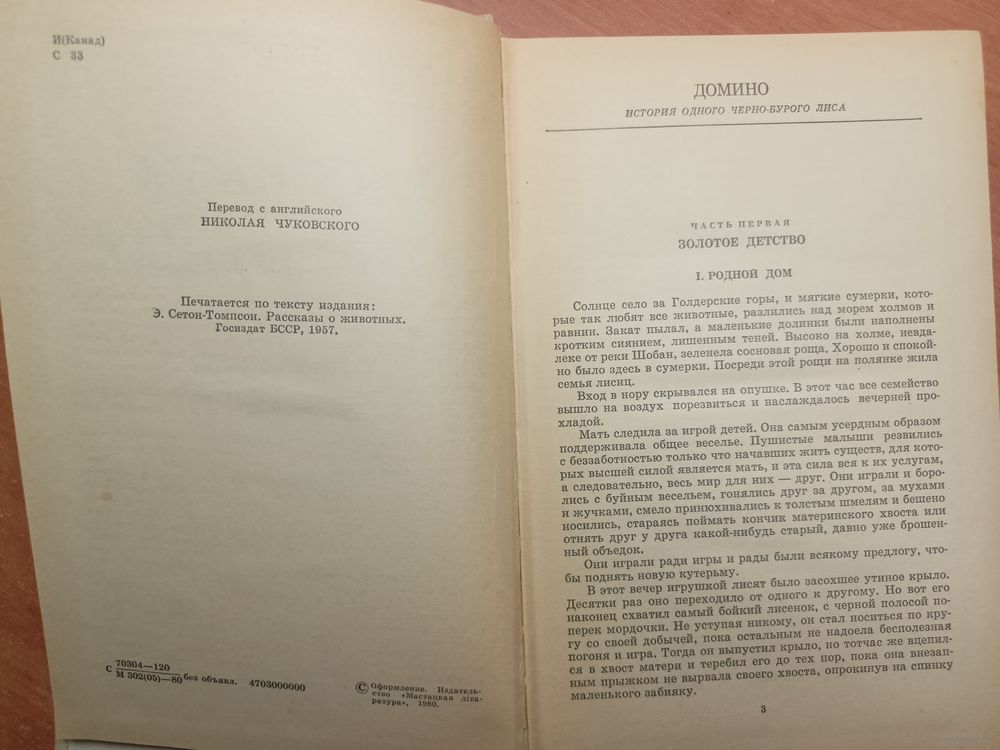 И(Канад)
С 33
Перевод с английского
НИКОЛАЯ ЧУКОВСКОГО
Печатается по тексту издания:
Э. Сетон-Томпсон. Рассказы о животных.
Госиздат БССР, 1957.
С 70304—120
М 302(05)—80 без объявл. 4703000000
© Оформление. Издатель-
ство «Мастацкая літа-
ратура», 1980.
ДОМИНО
ИСТОРИЯ ОДНОГО ЧЕРНО-БУРОГО ЛИСА
ЧАСТЬ ПЕРВАЯ
ЗОЛОТОЕ ДЕТСТВО
I. РОДНОЙ ДОМ
Солнце село за Голдерские горы, и мягкие сумерки, кото-
рые так любят все животные, разлились над морем холмов и
равнин. Закат пылал, а маленькие долинки были наполнены
кротким сиянием, лишенным теней. Высоко на холме, невда-
леке от реки Шобан, зеленела сосновая роща. Хорошо и спокой-
но было здесь в сумерки. Посреди этой рощи на полянке жила
семья лисиц.
Вход в нору скрывался на опушке. В этот час все семейство
вышло на воздух порезвиться и наслаждалось вечерней про-
хладой.
Мать следила за игрой детей. Она самым усердным образом
поддерживала общее веселье. Пушистые малыши резвились
с беззаботностью только что начавших жить существ, для кото-
рых высшей силой является мать, и эта сила вся к их услугам,
а следовательно, весь мир для них — друг. Они играли и боро-
лись с буйным весельем, гонялись друг за другом, за мухами
и жучками, смело принюхивались к толстым шмелям и бешено
носились, стараясь поймать кончик материнского хвоста или
отнять друг у друга какой-нибудь старый, давно уже брошен-
ный объедок.
Они играли ради игры и рады были всякому предлогу, что-
бы поднять новую кутерьму.
В этот вечер игрушкой лисят было засохшее утиное крыло.
Десятки раз оно переходило от одного к другому. Но вот его
наконец схватил самый бойкий лисенок, с черной полосой по-
перек мордочки. Не уступая никому, он стал носиться по кру-
гу со своей добычей, пока остальным не надоела бесполезная
погоня и игра. Тогда он выпустил крыло, но тотчас же вцепил-
ся в хвост матери и теребил его до тех пор, пока она внезап-
ным прыжком не вырвала своего хвоста, опрокинув на спинку
маленького забияку.
3